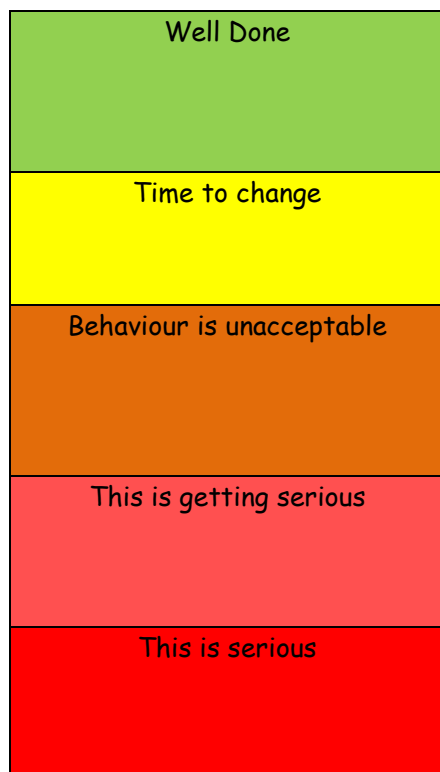 Well Done
Time to change
Behaviour is unacceptable
This is getting serious
This is serious